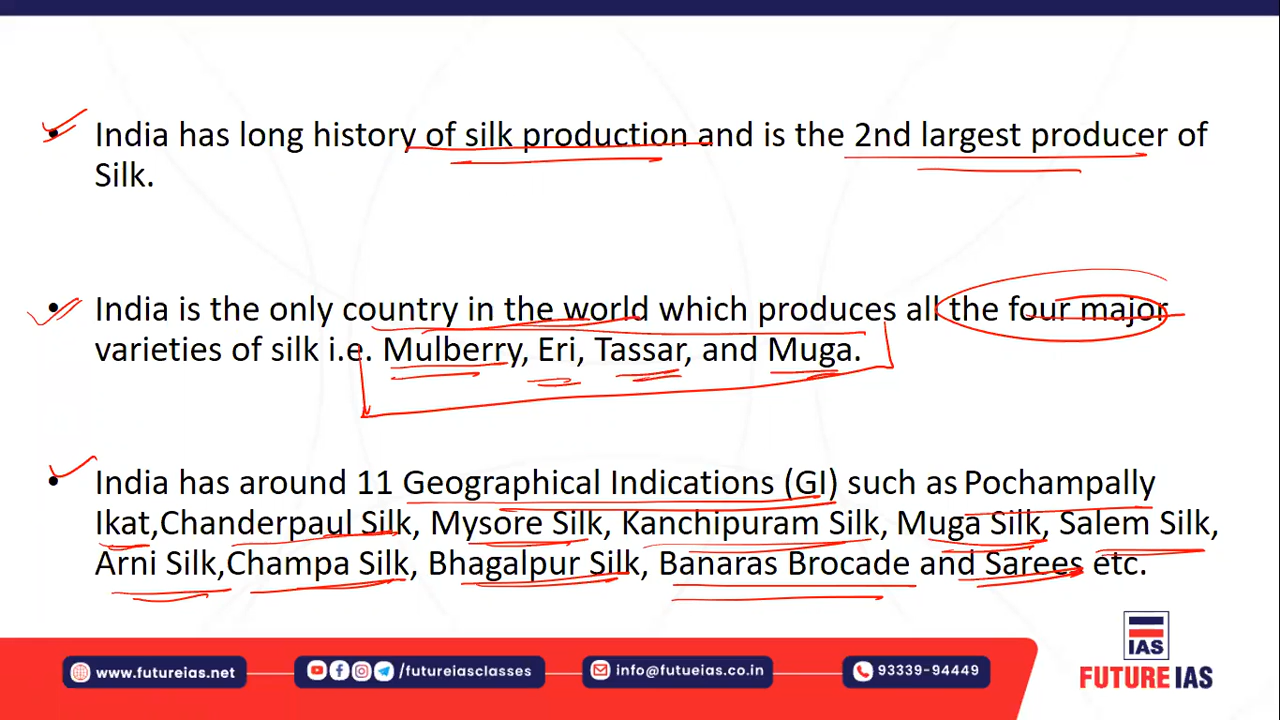 • India has long history of silk production and is the 2nd largest producer of
Silk.
• India is the only country in the world which produces all the four major
varieties of silk i.e. Mulberry, Eri, Tassar, and Muga.
• India has around 11 Geographical Indications (GI) such as Pochampally
Ikat,Chanderpaul Silk, Mysore Silk, Kanchipuram Silk, Muga Silk, Salem Silk,
Arni Silk,Champa Silk, Bhagalpur Silk, Banaras Brocade and Sarees etc.
IAS
www.futureias.net /futureiasclasses info@futueias.co.in 93339-94449
FUTURE IAS